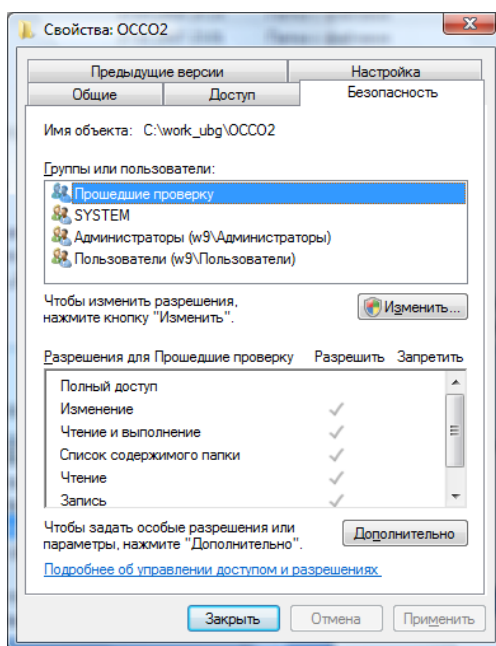 Свойства: ОССО2
Предыдущие версии
Настройка
Общие
Доступ
Безопасность
Имя объекта: C:\work_ubg\ОССО2
Группы или пользователи:
Прошедшие проверку
SYSTEM
Администраторы (w9\Администраторы)
Пользователи (w9\Пользователи)
Чтобы изменить разрешения,
нажмите кнопку "Изменить".
Изменить...
Разрешения для Прошедшие проверку Разрешить Запретить
Полный доступ
Изменение
Чтение и выполнение
Список содержимого папки
Чтение
Запись
Чтобы задать особые разрешения или
параметры, нажмите "Дополнительно".
Дополнительно
Подробнее об управлении доступом и разрешениях
Закрыть
Отмена
Применить